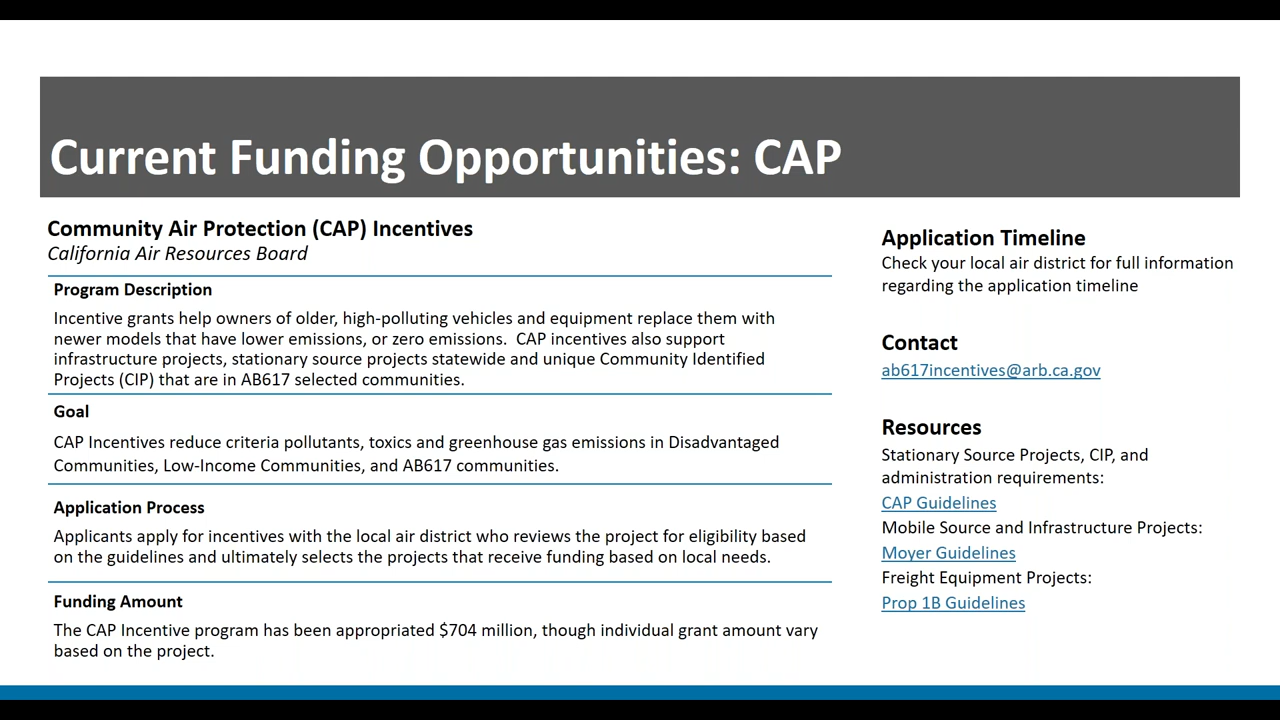 Current Funding Opportunities: CAP
Community Air Protection (CAP) Incentives
California Air Resources Board
Program Description
Incentive grants help owners of older, high-polluting vehicles and equipment replace them with
newer models that have lower emissions, or zero emissions.  CAP incentives also support
infrastructure projects, stationary source projects statewide and unique Community Identified
Projects (CIP) that are in AB617 selected communities.
Goal
CAP Incentives reduce criteria pollutants, toxics and greenhouse gas emissions in Disadvantaged
Communities, Low-Income Communities, and AB617 communities.
Application Process
Applicants apply for incentives with the local air district who reviews the project for eligibility based
on the guidelines and ultimately selects the projects that receive funding based on local needs.
Funding Amount
The CAP Incentive program has been appropriated $704 million, though individual grant amount vary
based on the project.
Application Timeline
Check your local air district for full information
regarding the application timeline
Contact
ab617incentives@arb.ca.gov
Resources
Stationary Source Projects, CIP, and
administration requirements:
CAP Guidelines
Mobile Source and Infrastructure Projects:
Moyer Guidelines
Freight Equipment Projects:
Prop 1B Guidelines